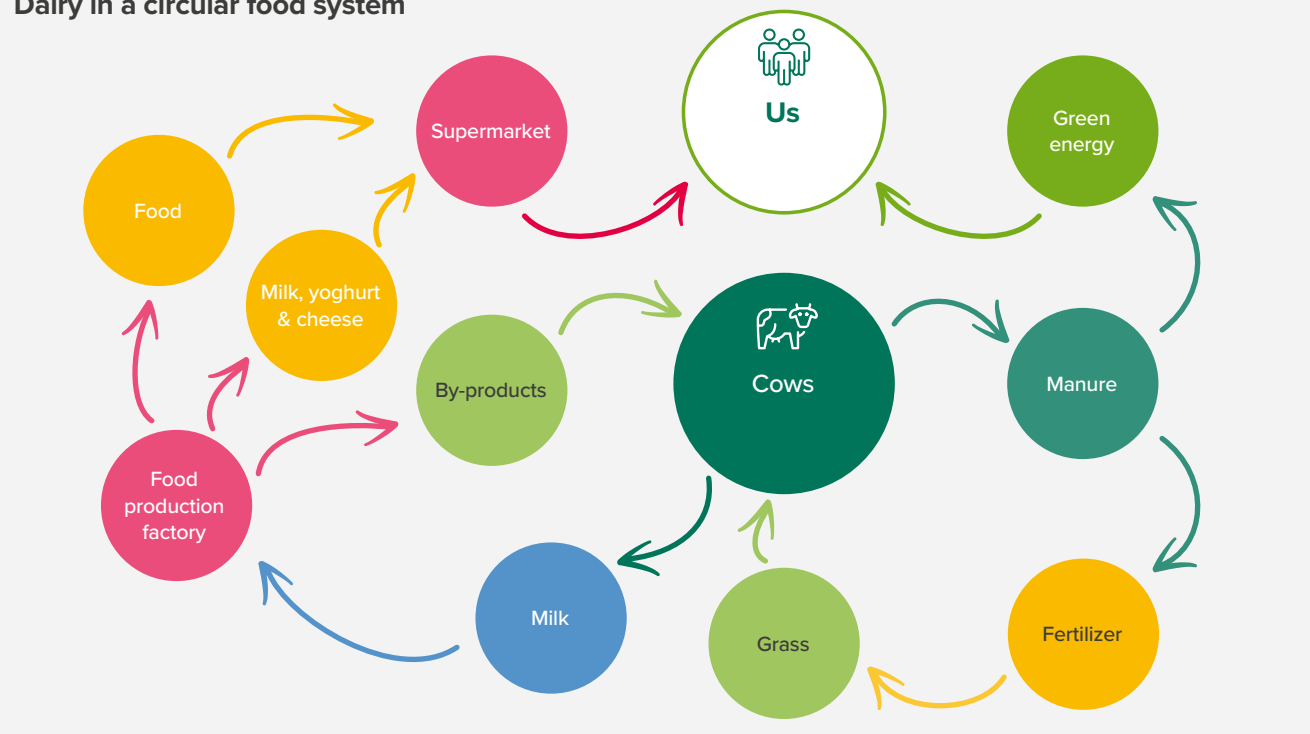 Dairy in a circular food system
Us
Supermarket
Green
energy
Food
Milk, yoghurt
& cheese
By-products
Cows
Manure
Food
production
factory
Milk
Grass
Fertilizer